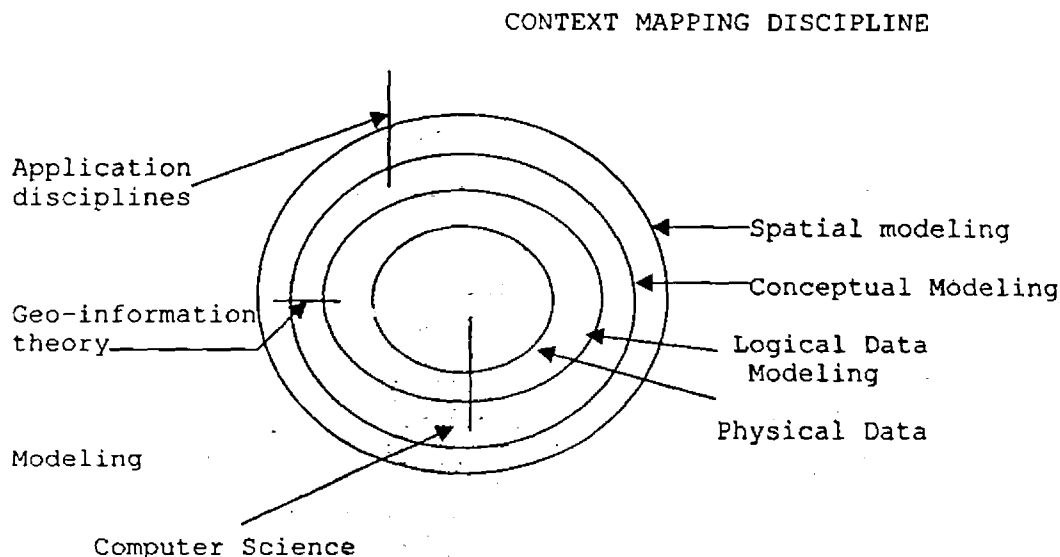 CONTEXT MAPPING DISCIPLINE
Application
disciplines
Spatial modeling
Conceptual Modeling
Geo-information
theory
Logical Data
Modeling
Physical Data
Modeling
Computer Science